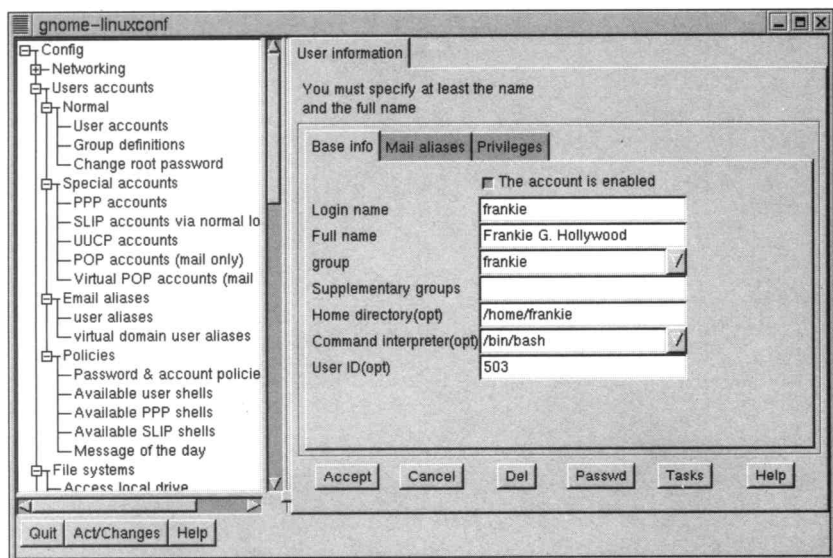 gnome-linuxconf
Config
Networking
Users accounts
Normal
User accounts
Group definitions
Change root password
Special accounts
PPP accounts
SLIP accounts via normal lo
UUCP accounts
POP accounts (mail only)
Virtual POP accounts (mail
Email aliases
user aliases
virtual domain user aliases
Policies
Password & account policie
Available user shells
Available PPP shells
Available SLIP shells
Message of the day
File systems
Access local drive
User information
You must specify at least the name
and the full name
Base info Mail aliases Privileges
The account is enabled
Login name frankie
Full name Frankie G. Hollywood
group frankie
Supplementary groups
Home directory(opt) /home/frankie
Command interpreter(opt) /bin/bash
User ID(opt) 503
Accept Cancel Del Passwd Tasks Help
Quit Act/Changes Help